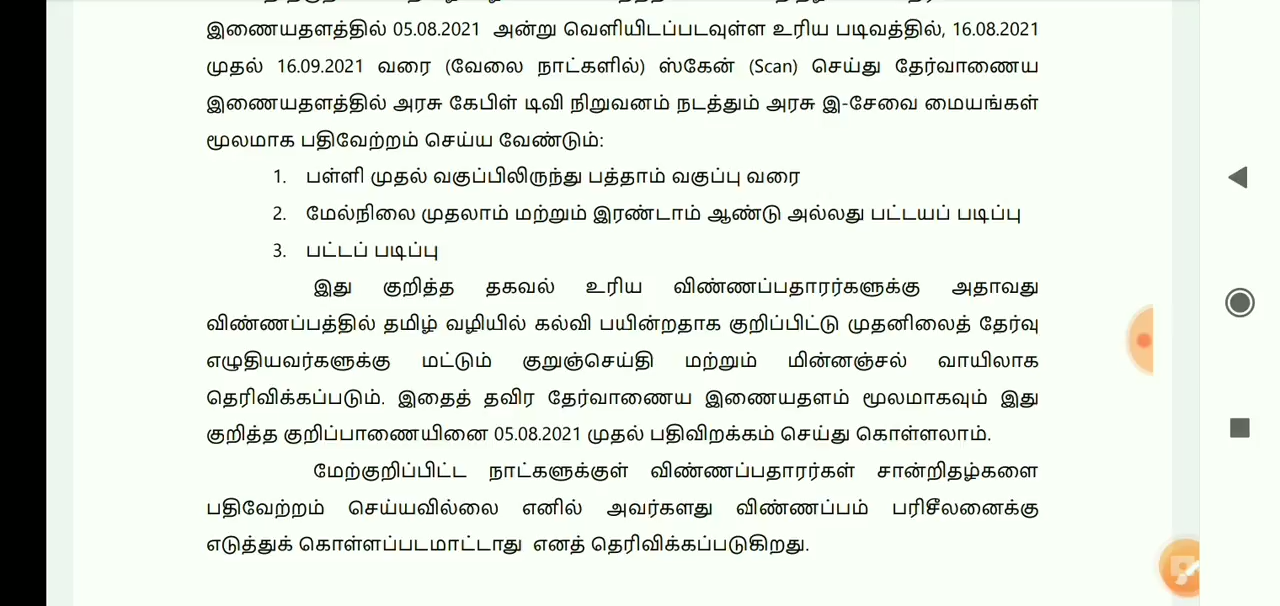 இணையதளத்தில் 05.08.2021 அன்று வெளியிடப்படவுள்ள உரிய படிவத்தில், 16.08.2021
முதல் 16.09.2021 வரை (வேலை நாட்களில்) ஸ்கேன் (Scan) செய்து தேர்வாணைய
இணையதளத்தில் அரசு கேபிள் டிவி நிறுவனம் நடத்தும் அரசு இ-சேவை மையங்கள்
மூலமாக பதிவேற்றம் செய்ய வேண்டும்:
1. பள்ளி முதல் வகுப்பிலிருந்து பத்தாம் வகுப்பு வரை
2. மேல்நிலை முதலாம் மற்றும் இரண்டாம் ஆண்டு அல்லது பட்டயப் படிப்பு
3. பட்டப் படிப்பு
இது குறித்த தகவல் உரிய விண்ணப்பதாரர்களுக்கு அதாவது
விண்ணப்பத்தில் தமிழ் வழியில் கல்வி பயின்றதாக குறிப்பிட்டு முதனிலைத் தேர்வு
எழுதியவர்களுக்கு மட்டும் குறுஞ்செய்தி மற்றும் மின்னஞ்சல் வாயிலாக
தெரிவிக்கப்படும். இதைத் தவிர தேர்வாணைய இணையதளம் மூலமாகவும் இது
குறித்த குறிப்பாணையினை 05.08.2021 முதல் பதிவிறக்கம் செய்து கொள்ளலாம்.
மேற்குறிப்பிட்ட நாட்களுக்குள் விண்ணப்பதாரர்கள் சான்றிதழ்களை
பதிவேற்றம் செய்யவில்லை எனில் அவர்களது விண்ணப்பம் பரிசீலனைக்கு
எடுத்துக் கொள்ளப்படமாட்டாது எனத் தெரிவிக்கப்படுகிறது.